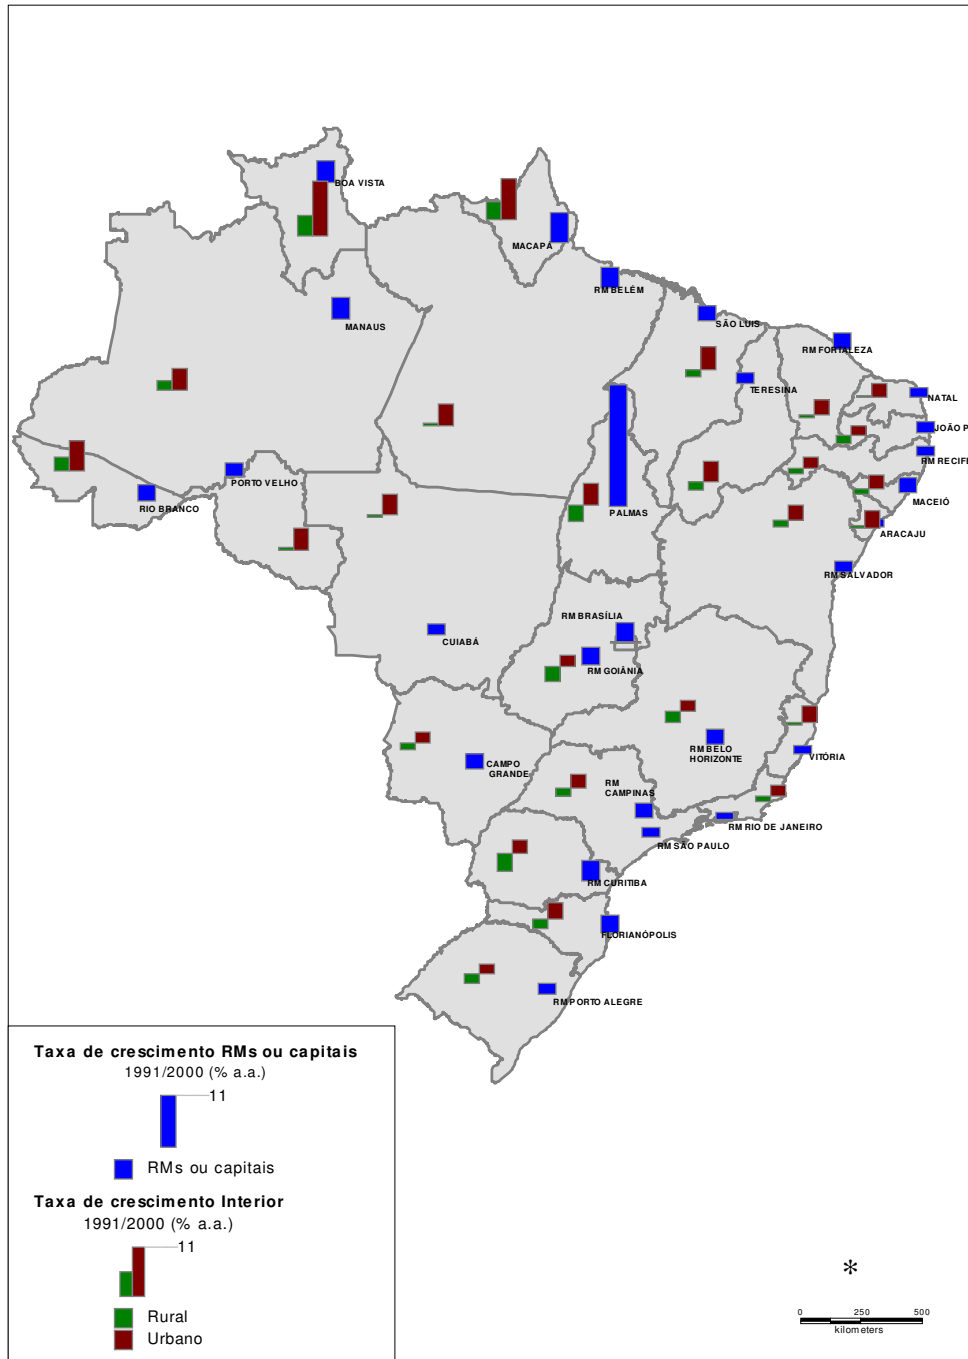 BOA VISTA
MACAPÁ
RM BELÉM
MANAUS
SÃO LUIS
RM FORTALEZA
TERESINA
NATAL
JOÃO P
RM RECIF
PORTO VELHO
RIO BRANCO
PALMAS
MACEIÓ
ARACAJU
RM SALVADOR
RM BRASÍLIA
CUIABÁ
RM GOIÂNIA
RM BELO
HORIZONTE
VITÓRIA
CAMPO
GRANDE
RM
CAMPINAS
RM RIO DE JANEIRO
RM SÃO PAULO
RM CURITIBA
FLORIANÓPOLIS
RM PORTO ALEGRE
Taxa de crescimento RMs ou capitais
1991/2000 (% a.a.)
11
RMs ou capitais
Taxa de crescimento Interior
1991/2000 (% a.a.)
11
Rural
Urbano
*
0 250 500
kilometers